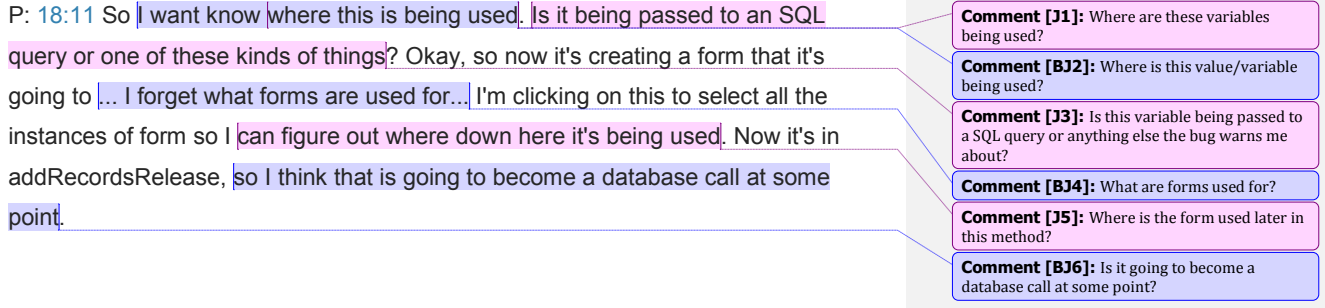 P: 18:11 So I want know where this is being used. Is it being passed to an SQL
query or one of these kinds of things? Okay, so now it's creating a form that it's
going to ... I forget what forms are used for... I'm clicking on this to select all the
instances of form so I can figure out where down here it's being used. Now it's in
addRecordsRelease, so I think that is going to become a database call at some
point.
Comment [J1]: Where are these variables
being used?
Comment [BJ2]: Where is this value/variable
being used?
Comment [J3]: Is this variable being passed to
a SQL query or anything else the bug warns me
about?
Comment [BJ4]: What are forms used for?
Comment [J5]: Where is the form used later in
this method?
Comment [BJ6]: Is it going to become a
database call at some point?